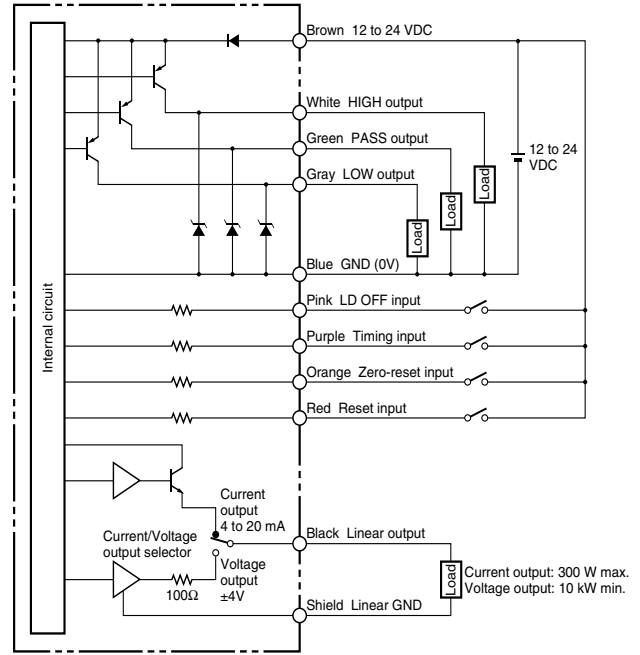 Brown 12 to 24 VDC
White HIGH output
Green PASS output
Gray LOW output
12 to 24
VDC
Load
Load
Load
Blue GND (0V)
Pink LD OFF input
Purple Timing input
Orange Zero-reset input
Red Reset input
Internal circuit
Current
output
4 to 20 mA
Current/Voltage
output selector
Black Linear output
Voltage
output
±4V
100Ω
Load
Current output: 300 W max.
Voltage output: 10 kW min.
Shield Linear GND